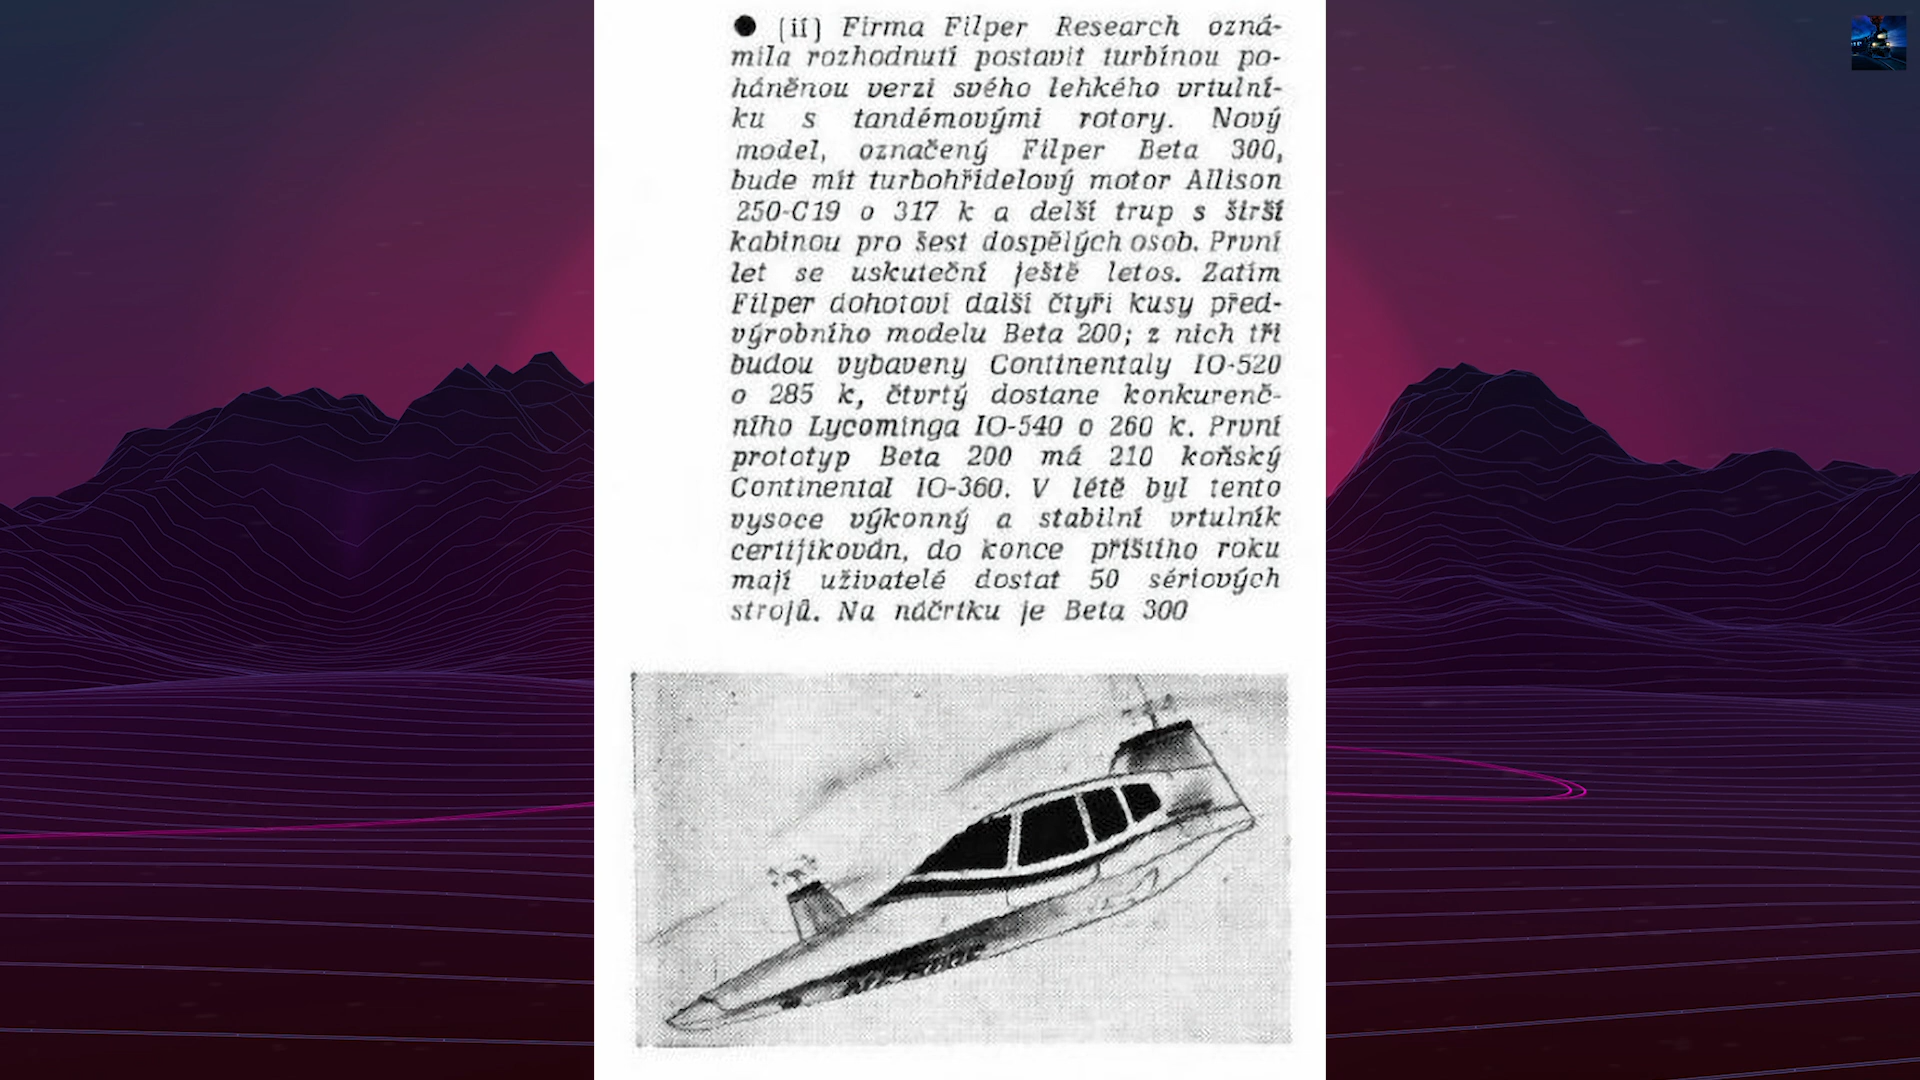 ● (ií) Firma Filper Research ozná-
mila rozhodnutí postavit turbínou po-
háněnou verzi svého lehkého vrtulní-
ku s tandémovými rotory. Nový
model, označený Filper Beta 300,
bude mít turbohřídelový motor Allison
250-C19 o 317 k a delší trup s širší
kabinou pro šest dospělých osob. První
let se uskuteční ještě letos. Zatím
Filper dohotoví další čtyři kusy před-
výrobního modelu Beta 200; z nich tři
budou vybaveny Continentaly IO-520
o 285 k, čtvrtý dostane konkurenč-
ního Lycominga IO-540 o 260 k. První
prototyp Beta 200 má 210 koňský
Continental IO-360. V létě byl tento
vysoce výkonný a stabilní vrtulník
certifikován, do konce příštího roku
mají uživatelé dostat 50 sériových
strojů. Na náčrtku je Beta 300